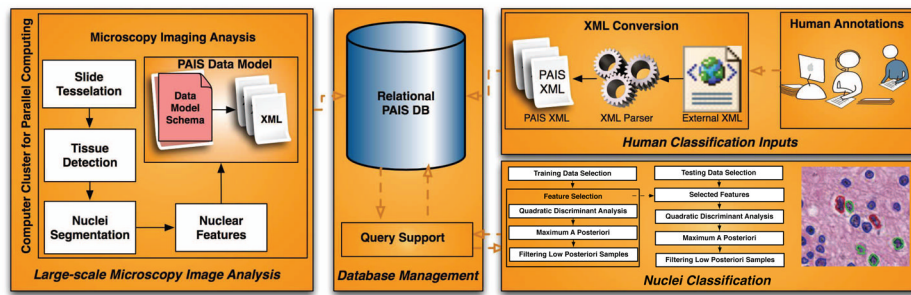 Computer Cluster for Parallel Computing
Microscopy Imaging Anaysis
Slide
Tesselation
Tissue
Detection
Nuclei
Segmentation
Nuclear
Features
PAIS Data Model
Data
Model
Schema
XML
Large-scale Microscopy Image Analysis
Relational
PAIS DB
Query Support
Database Management
XML Conversion
PAIS
XML
PAIS XML
XML Parser
External XML
Human Annotations
Human Classification Inputs
Training Data Selection
Feature Selection
Quadratic Discriminant Analysis
Maximum A Posteriori
Filtering Low Posteriori Samples
Testing Data Selection
Selected Features
Quadratic Discriminant Analysis
Maximum A Posteriori
Filtering Low Posteriori Samples
Nuclei Classification